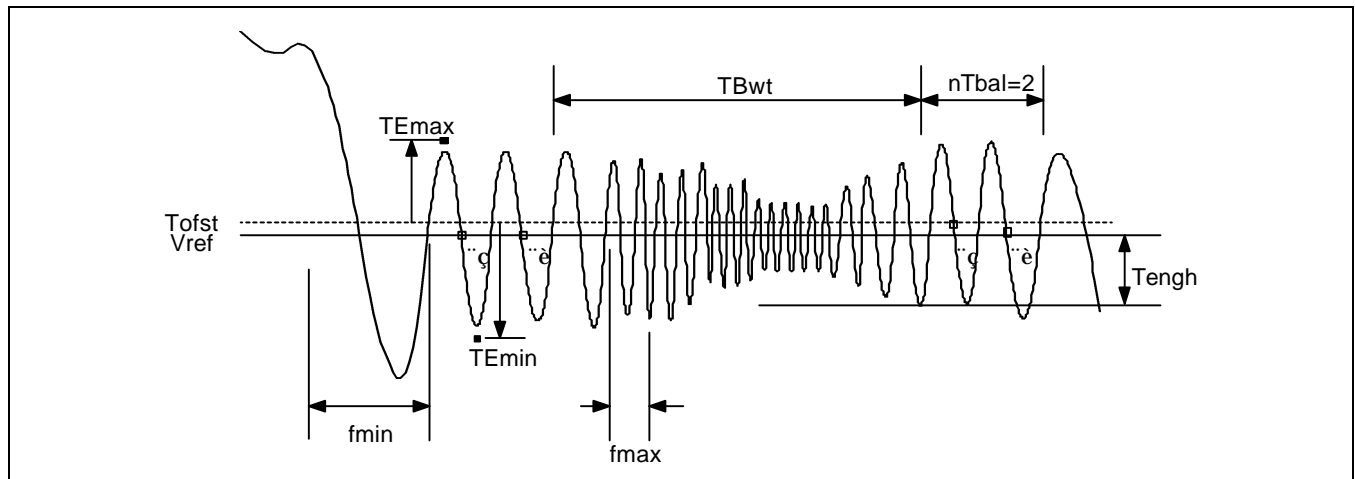 TBwt
nTbal=2
TEmax
Tofst
Vref
¨ç
¨è
¨ç
¨è
Tengh
TEmin
fmin
fmax